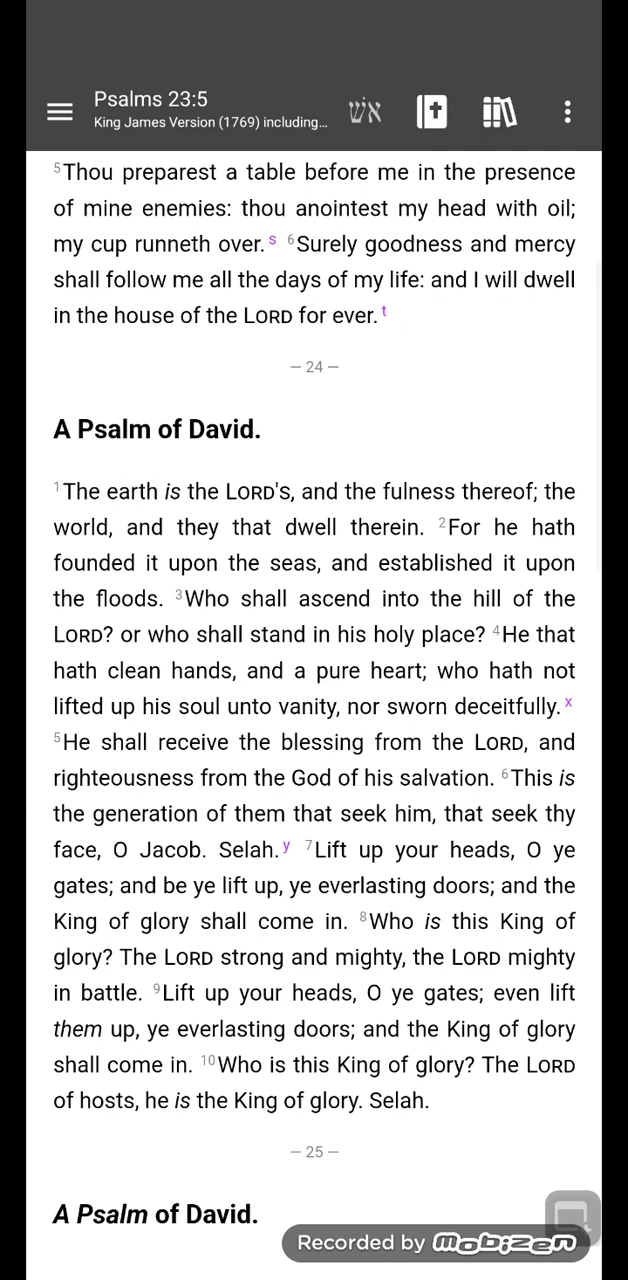 Psalms 23:5
King James Version (1769) including...
אשׁ
⁵Thou preparest a table before me in the presence
of mine enemies: thou anointest my head with oil;
my cup runneth over. s ⁶Surely goodness and mercy
shall follow me all the days of my life: and I will dwell
in the house of the LORD for ever. t
— 24 —
A Psalm of David.
¹The earth is the LORD'S, and the fulness thereof; the
world, and they that dwell therein. ²For he hath
founded it upon the seas, and established it upon
the floods. ³Who shall ascend into the hill of the
LORD? or who shall stand in his holy place? ⁴He that
hath clean hands, and a pure heart; who hath not
lifted up his soul unto vanity, nor sworn deceitfully. x
⁵He shall receive the blessing from the LORD, and
righteousness from the God of his salvation. ⁶This is
the generation of them that seek him, that seek thy
face, O Jacob. Selah. y ⁷Lift up your heads, O ye
gates; and be ye lift up, ye everlasting doors; and the
King of glory shall come in. ⁸Who is this King of
glory? The LORD strong and mighty, the LORD mighty
in battle. ⁹Lift up your heads, O ye gates; even lift
them up, ye everlasting doors; and the King of glory
shall come in. ¹⁰Who is this King of glory? The LORD
of hosts, he is the King of glory. Selah.
— 25 —
A Psalm of David.
Recorded by mobizen